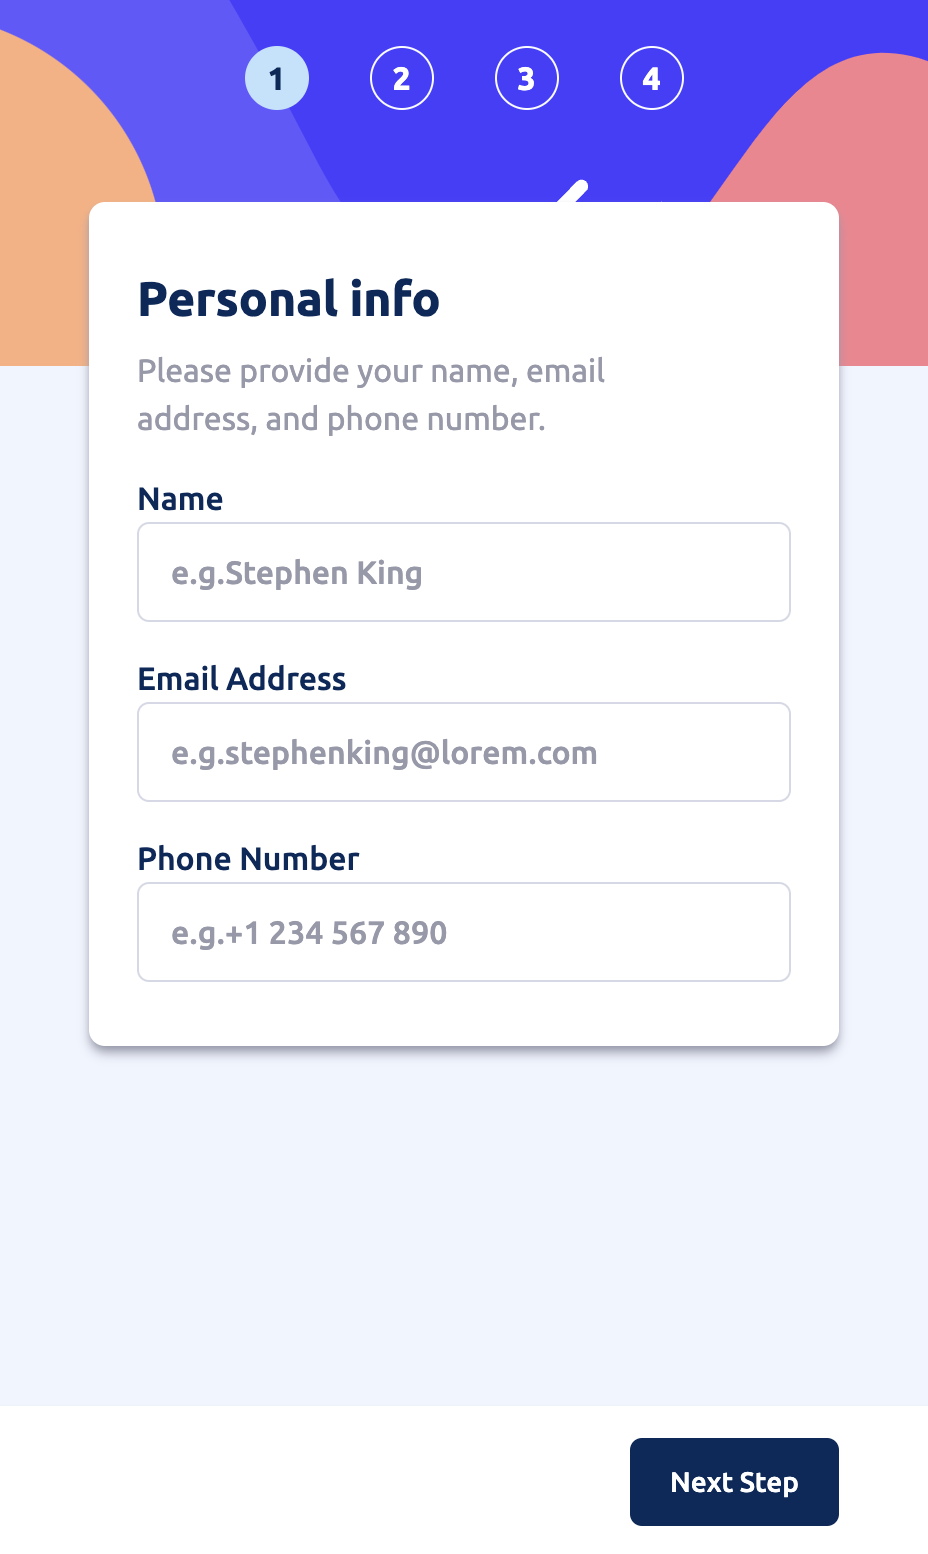 1 2 3 4
Personal info
Please provide your name, email
address, and phone number.
Name
e.g.Stephen King
Email Address
e.g.stephenking@lorem.com
Phone Number
e.g.+1 234 567 890
Next Step